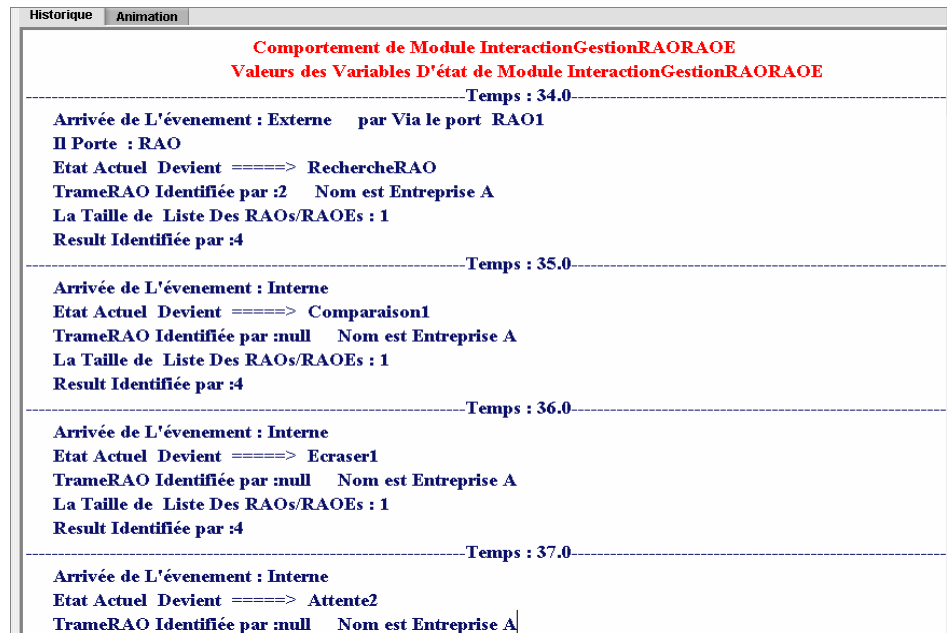 Historique Animation
Comportement de Module InteractionGestionRAORAOE
Valeurs des Variables D'état de Module InteractionGestionRAORAOE
Temps : 34.0
Arrivée de L'évenement : Externe par Via le port RAO1
Il Porte : RAO
Etat Actuel Devient =====> RechercheRAO
TrameRAO Identifiée par :2 Nom est Entreprise A
La Taille de Liste Des RAOs/RAOEs : 1
Result Identifiée par :4
Temps : 35.0
Arrivée de L'évenement : Interne
Etat Actuel Devient =====> Comparaison1
TrameRAO Identifiée par :null Nom est Entreprise A
La Taille de Liste Des RAOs/RAOEs : 1
Result Identifiée par :4
Temps : 36.0
Arrivée de L'évenement : Interne
Etat Actuel Devient =====> Ecraser1
TrameRAO Identifiée par :null Nom est Entreprise A
La Taille de Liste Des RAOs/RAOEs : 1
Result Identifiée par :4
Temps : 37.0
Arrivée de L'évenement : Interne
Etat Actuel Devient =====> Attente2
TrameRAO Identifiée par :null Nom est Entreprise A